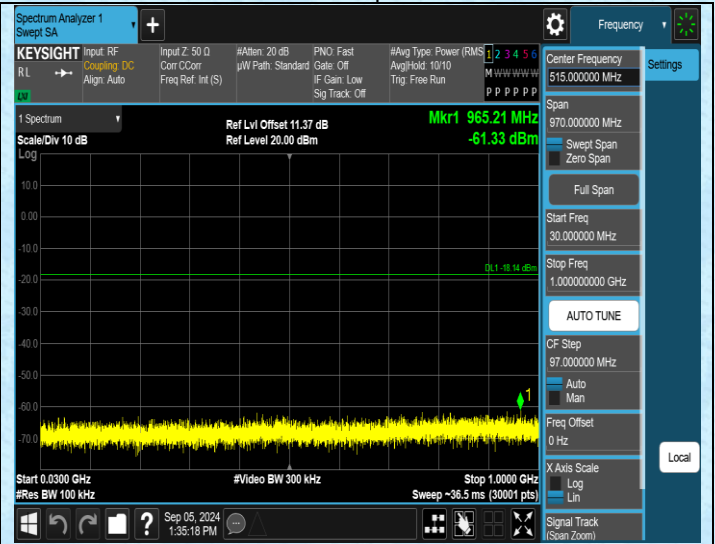 Spectrum Analyzer 1
Swept SA
+
Frequency
KEYSIGHT
RL
LXI
Input: RF
Coupling: DC
Align: Auto
Input Z: 50 Ω
Corr CCorr
Freq Ref: Int (S)
#Atten: 20 dB
µW Path: Standard
PNO: Fast
Gate: Off
IF Gain: Low
Sig Track: Off
#Avg Type: Power (RMS
Avg|Hold: 10/10
Trig: Free Run
1 2 3 4 5 6
M W W W W W
P P P P P P
1 Spectrum
Scale/Div 10 dB
Log
Ref Lvl Offset 11.37 dB
Ref Level 20.00 dBm
Mkr1 965.21 MHz
-61.33 dBm
10.0
0.00
-10.0
-20.0
-30.0
-40.0
-50.0
-60.0
-70.0
DL1 -18.14 dBm
1
Start 0.0300 GHz
#Res BW 100 kHz
#Video BW 300 kHz
Stop 1.0000 GHz
Sweep ~36.5 ms (30001 pts)
?
Sep 05, 2024
1:35:18 PM
Center Frequency
515.000000 MHz
Span
970.000000 MHz
Swept Span
Zero Span
Full Span
Start Freq
30.000000 MHz
Stop Freq
1.000000000 GHz
AUTO TUNE
CF Step
97.000000 MHz
Auto
Man
Freq Offset
0 Hz
X Axis Scale
Log
Lin
Signal Track
(Span Zoom)
Settings
Local